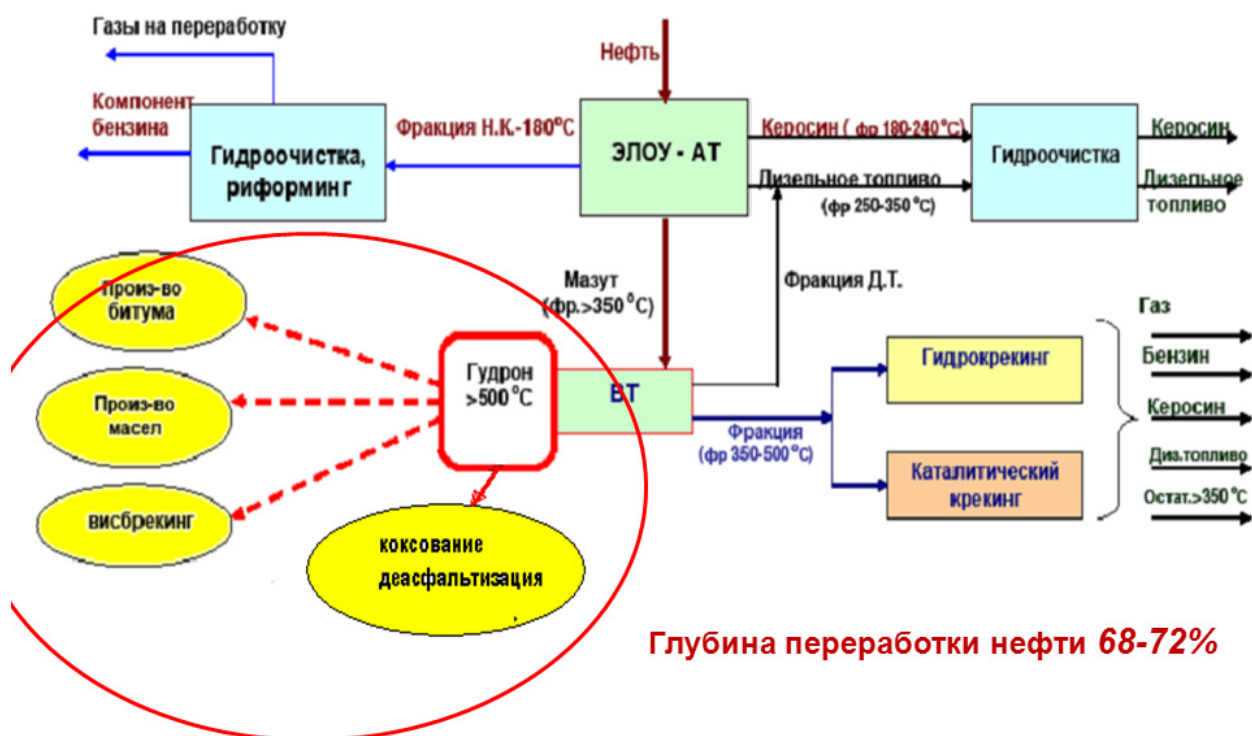 Газы на переработку
Нефть
Компонент
бензина
Гидроочистка,
риформинг
Фракция Н.К.-180°С
ЭЛОУ - АТ
Керосин ( фр 180-240°С)
Дизельное топливо
(фр 250-350°С)
Гидроочистка
Керосин
Дизельное
топливо
Мазут
(фр.>350°С)
Фракция Д.Т.
Произ-во
битума
Произ-во
масел
висбрекинг
Гудрон
>500°С
ВТ
Фракция
(фр 350-500°С)
коксование
деасфальтизация
Гидрокрекинг
Каталитический
крекинг
Газ
Бензин
Керосин
Диз.топливо
Остат.>350°С
Глубина переработки нефти 68-72%